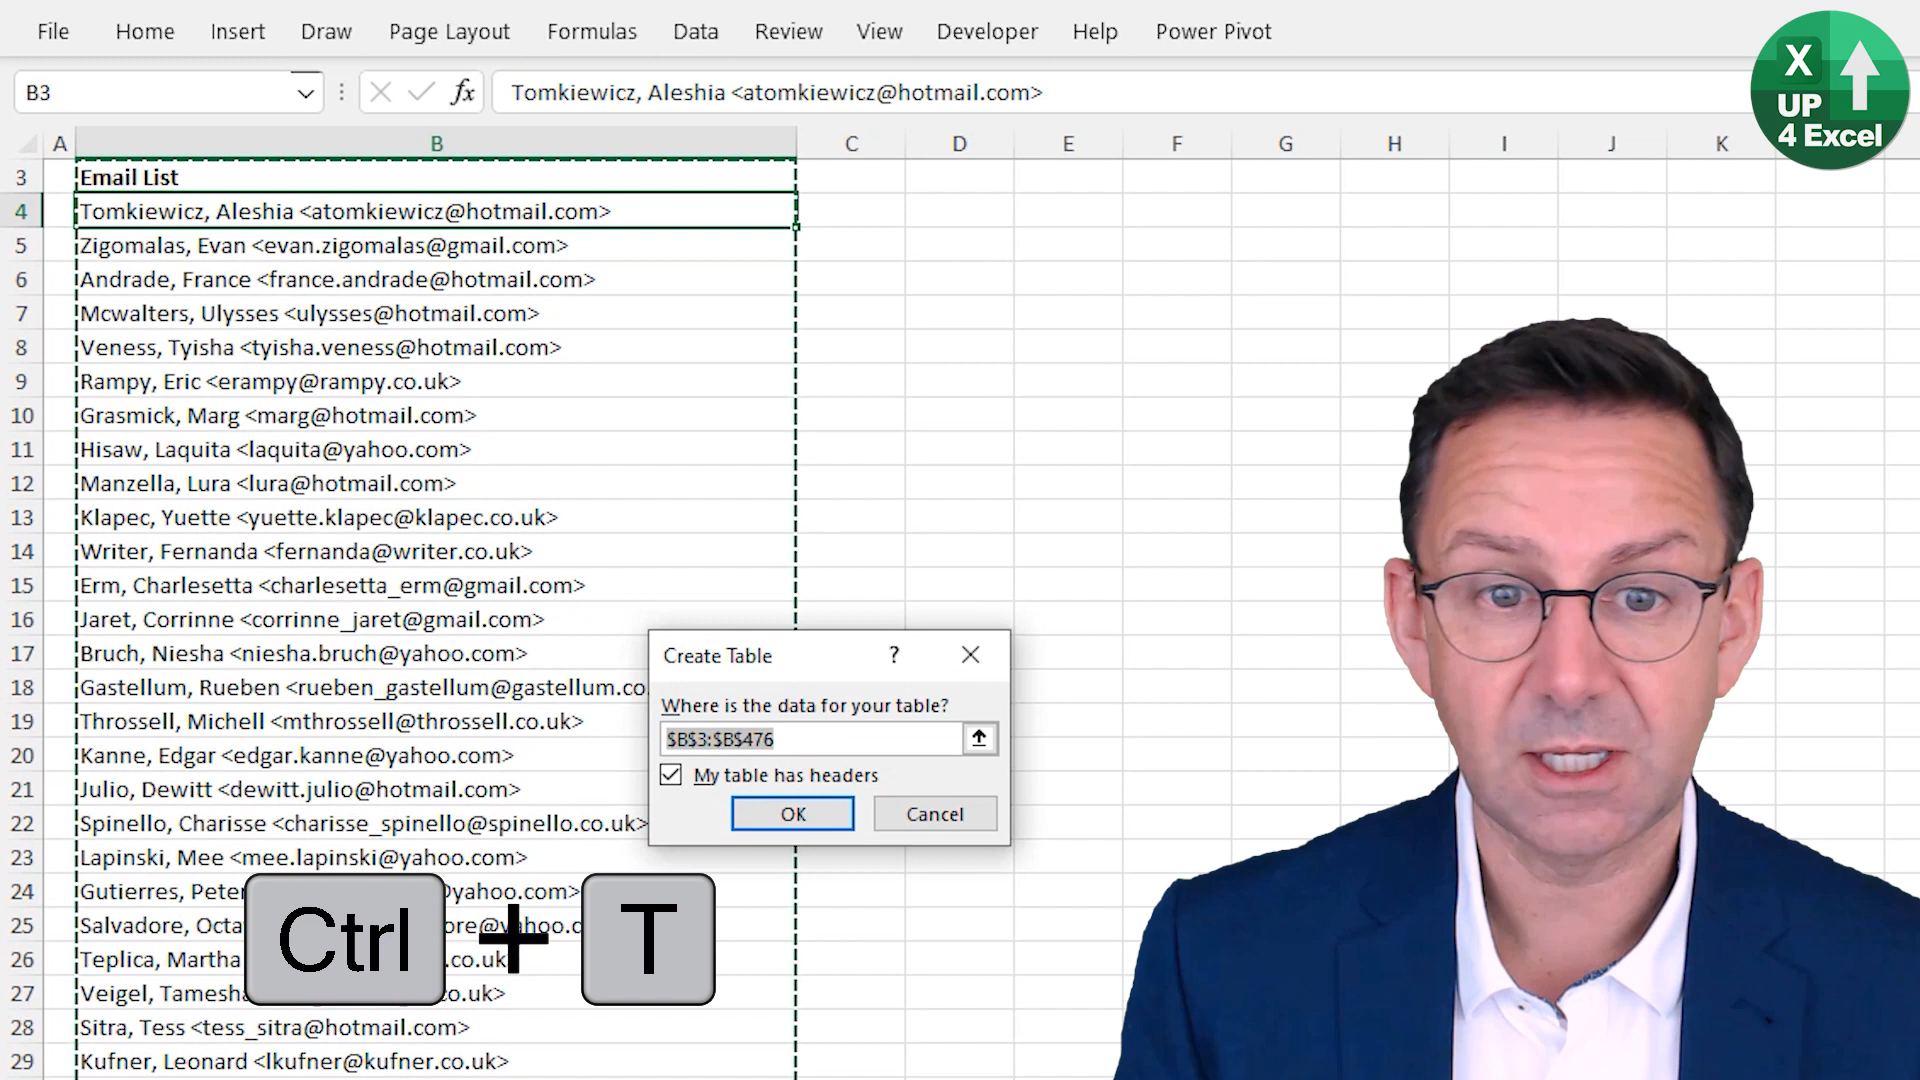 File Home Insert Draw Page Layout Formulas Data Review View Developer Help Power Pivot
X
UP
4 Excel
B3 fx Tomkiewicz, Aleshia <atomkiewicz@hotmail.com>
A B C D E F G H I J K
3 Email List
4 Tomkiewicz, Aleshia <atomkiewicz@hotmail.com>
5 Zigomalas, Evan <evan.zigomalas@gmail.com>
6 Andrade, France <france.andrade@hotmail.com>
7 Mcwalters, Ulysses <ulysses@hotmail.com>
8 Veness, Tyisha <tyisha.veness@hotmail.com>
9 Rampy, Eric <erampy@rampy.co.uk>
10 Grasmick, Marg <marg@hotmail.com>
11 Hisaw, Laquita <laquita@yahoo.com>
12 Manzella, Lura <lura@hotmail.com>
13 Klapec, Yuette <yuette.klapec@klapec.co.uk>
14 Writer, Fernanda <fernanda@writer.co.uk>
15 Erm, Charlesetta <charlesetta_erm@gmail.com>
16 Jaret, Corrinne <corrinne_jaret@gmail.com>
17 Bruch, Niesha <niesha.bruch@yahoo.com>
18 Gastellum, Rueben <rueben_gastellum@gastellum.co.
19 Throssell, Michell <mthrossell@throssell.co.uk>
20 Kanne, Edgar <edgar.kanne@yahoo.com>
21 Julio, Dewitt <dewitt.julio@hotmail.com>
22 Spinello, Charisse <charisse_spinello@spinello.co.uk>
23 Lapinski, Mee <mee.lapinski@yahoo.com>
24 Gutierres, Peter @yahoo.com>
25 Salvadore, Octa ore@yahoo.c
26 Teplica, Martha .co.uk>
27 Veigel, Tamesha co.uk>
28 Sitra, Tess <tess_sitra@hotmail.com>
29 Kufner, Leonard <lkufner@kufner.co.uk>
Create Table ?
Where is the data for your table?
$B$3:$B$476
My table has headers
OK Cancel
Ctrl + T